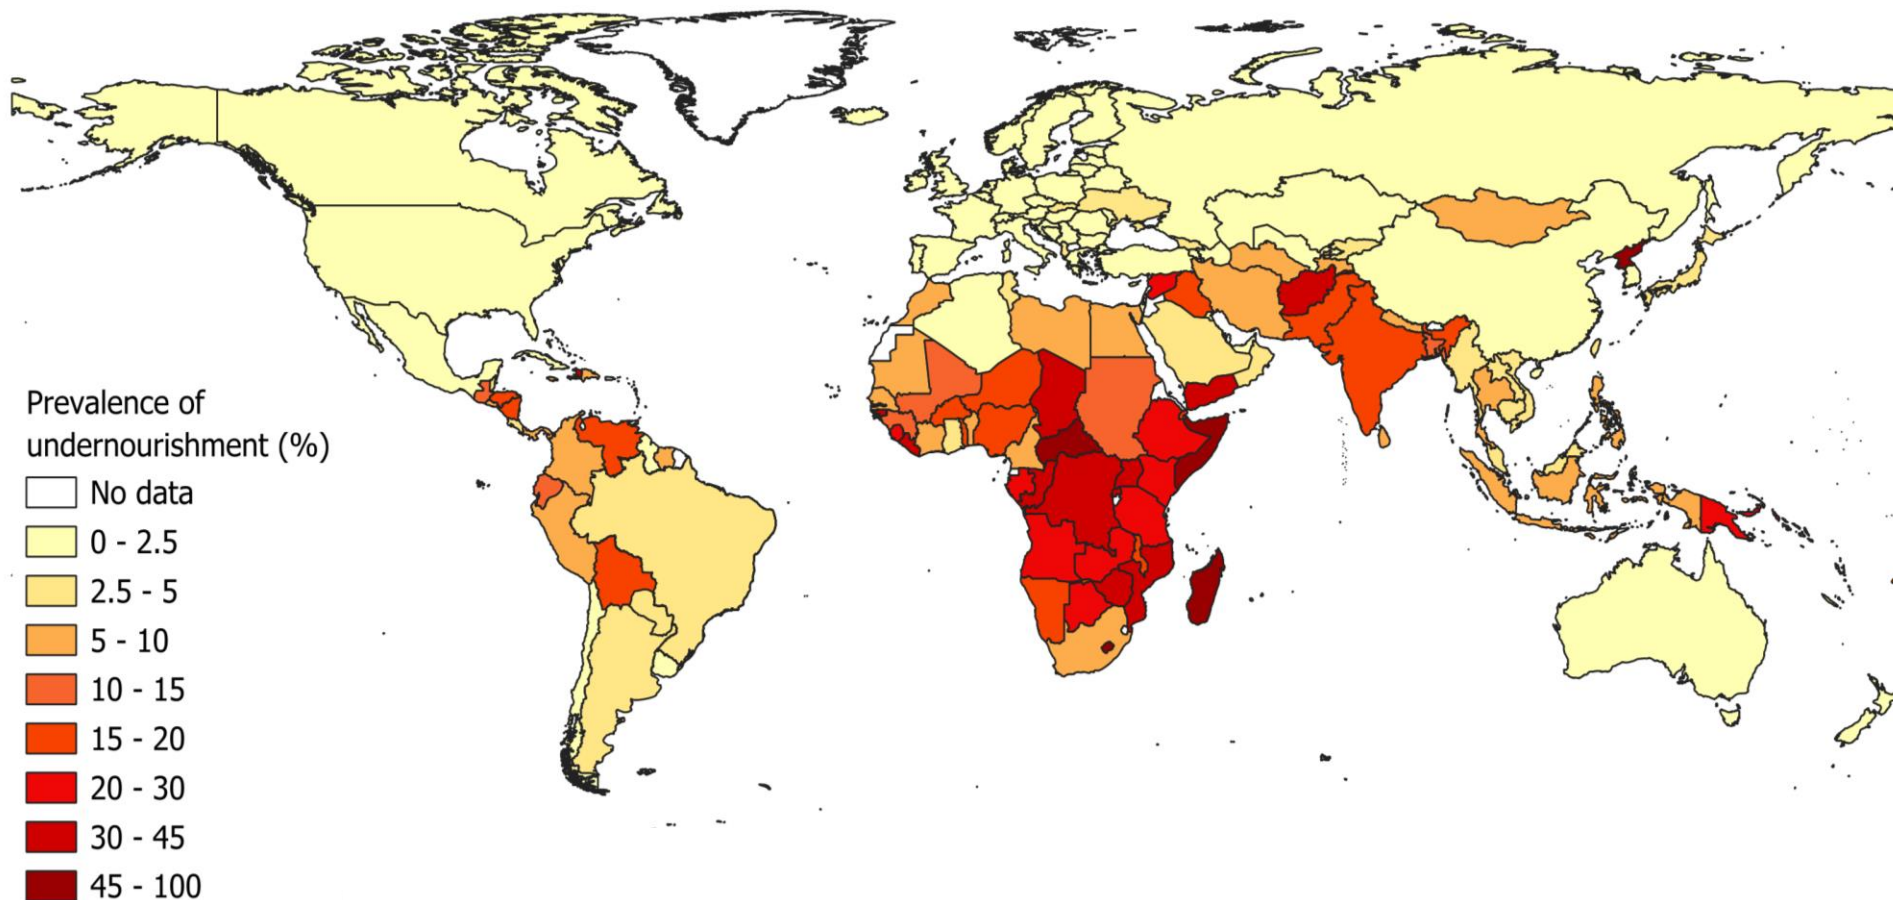 Prevalence of
undernourishment (%)
No data
0 - 2.5
2.5 - 5
5 - 10
10 - 15
15 - 20
20 - 30
30 - 45
45 - 100